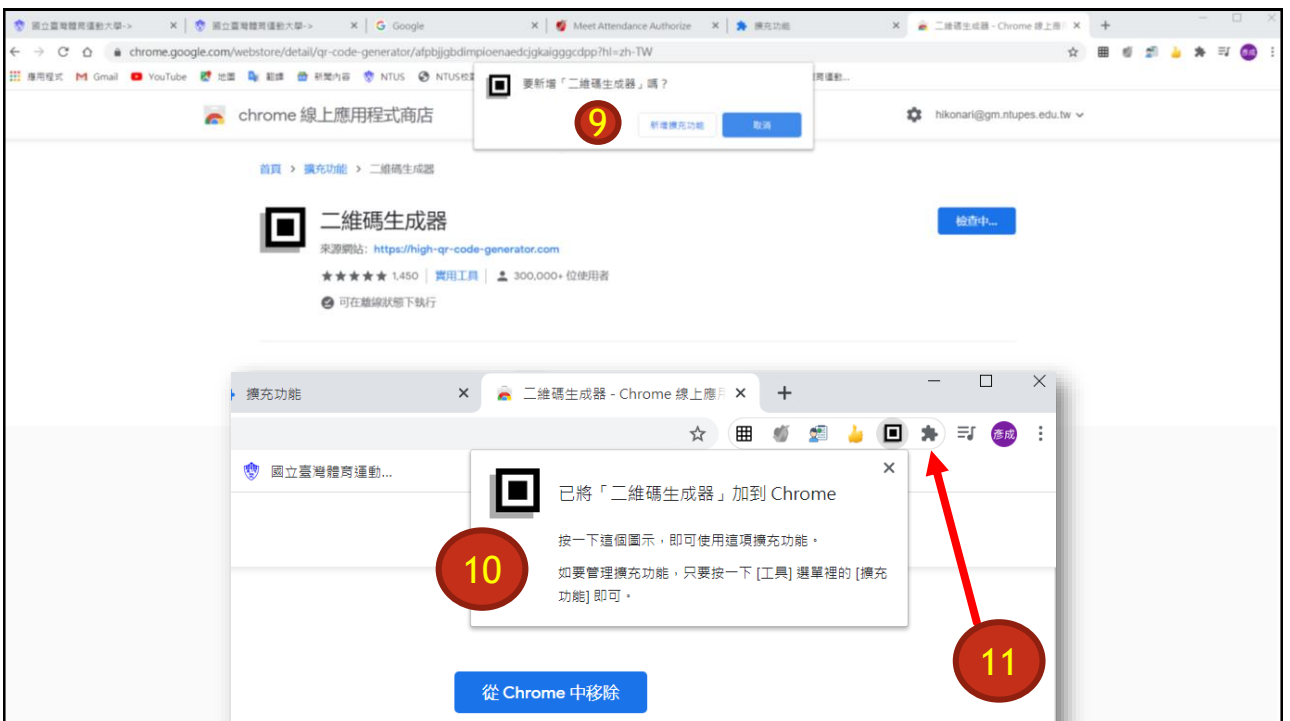 國立臺灣體育運動大學->
國立臺灣體育運動大學->
Google
Meet Attendance Authorize
擴充功能
二維碼生成器 - Chrome 線上應
chrome.google.com/webstore/detail/qr-code-generator/afpbjjgbdimpioenaedcjgkaigggcdpp?hl=zh-TW
應用程式 Gmail YouTube 地圖 翻譯 新聞內容 NTUS NTUS校
育運動...
要新增「二維碼生成器」嗎？
9
新增擴充功能 取消
chrome 線上應用程式商店
hikonari@gm.ntupes.edu.tw
首頁 > 擴充功能 > 二維碼生成器
二維碼生成器
檢查中...
來源網站: https://high-qr-code-generator.com
★★★★★ 1,450 | 實用工具 | 300,000+ 位使用者
可在離線狀態下執行
擴充功能
二維碼生成器 - Chrome 線上應用
彥成
國立臺灣體育運動...
已將「二維碼生成器」加到 Chrome
按一下這個圖示，即可使用這項擴充功能。
如要管理擴充功能，只要按一下 [工具] 選單裡的 [擴充
功能] 即可。
10
11
從 Chrome 中移除